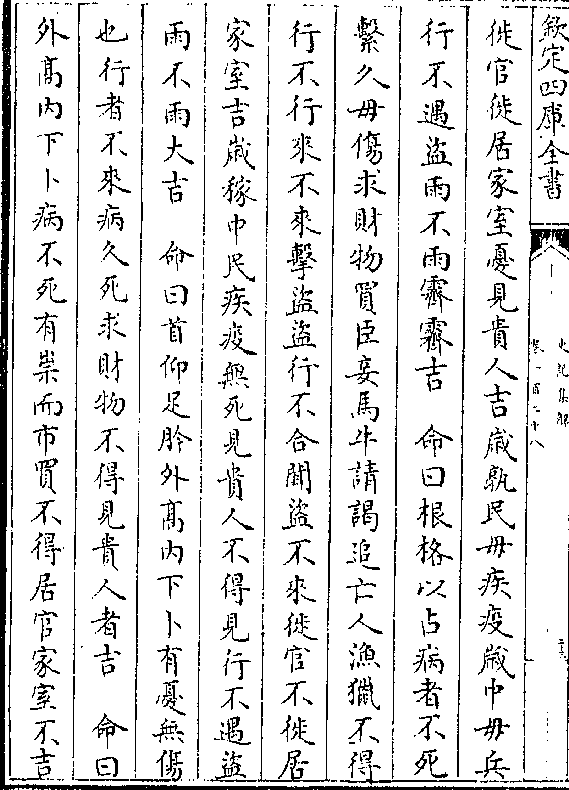 欽定四庫全書
史記集解
卷一百二十八
徙官徙居家室憂見貴人吉歲孰民毋疾疫歲中毋兵
行不遇盜雨不雨霽霽吉　命曰根格以占病者不死
繫久毋傷求財物買臣妾馬牛請謁追亡人漁獵不得
行不行來不來擊盜盜行不合聞盜不來徙官不徙居
家室吉歲稼中民疾疫無死見貴人不得見行不遇盜
雨不雨大吉　命曰首仰足肣外高内下卜有憂無傷
也行者不來病久死求財物不得見貴人者吉　命曰
外高内下卜病不死有祟而市買不得居官家室不吉